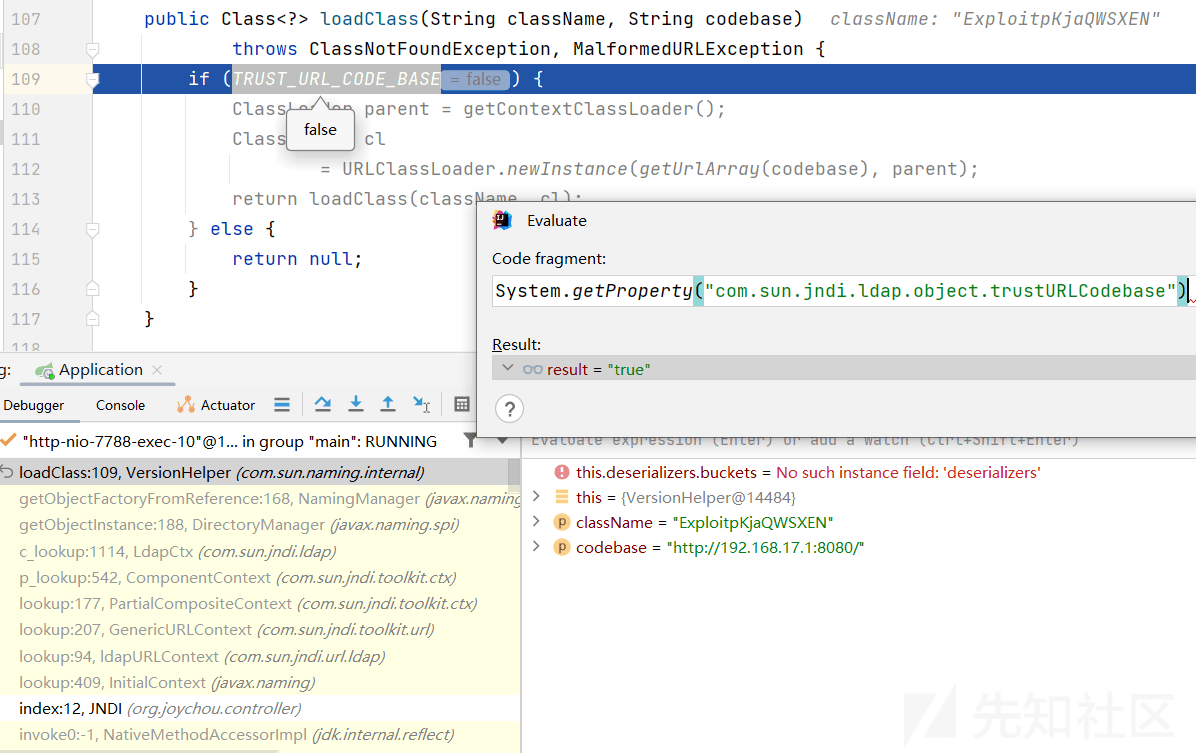 107 public Class<?> loadClass(String className, String codebase) className: "ExploitpKjaQWSXEN"
108 throws ClassNotFoundException, MalformedURLException {
109 if (TRUST_URL_CODE_BASE = false ) {
110 ClassLoader parent = getContextClassLoader();
false
111 Class cl
112 = URLClassLoader.newInstance(getUrlArray(codebase), parent);
113 return loadClass(className, cl);
114 } else {
115 return null;
116 }
117 }
118
Evaluate
Code fragment:
System.getProperty("com.sun.jndi.ldap.object.trustURLCodebase")
Result:
result = "true"
?
g: Application
Debugger Console Actuator
"http-nio-7788-exec-10"@1... in group "main": RUNNING
Evaluate expression (Enter) or add a watch (Ctrl+Shift+Enter)
loadClass:109, VersionHelper (com.sun.naming.internal)
getObjectFactoryFromReference:168, NamingManager (javax.naming
getObjectInstance:188, DirectoryManager (javax.naming.spi)
c_lookup:1114, LdapCtx (com.sun.jndi.ldap)
p_lookup:542, ComponentContext (com.sun.jndi.toolkit.ctx)
lookup:177, PartialCompositeContext (com.sun.jndi.toolkit.ctx)
lookup:207, GenericURLContext (com.sun.jndi.toolkit.url)
lookup:94, ldapURLContext (com.sun.jndi.url.ldap)
lookup:409, InitialContext (javax.naming)
index:12, JNDI (org.joychou.controller)
invoke0:-1, NativeMethodAccessorImpl (jdk.internal.reflect)
this.deserializers.buckets = No such instance field: 'deserializers'
this = {VersionHelper@14484}
p className = "ExploitpKjaQWSXEN"
p codebase = "http://192.168.17.1:8080/"
先知社区